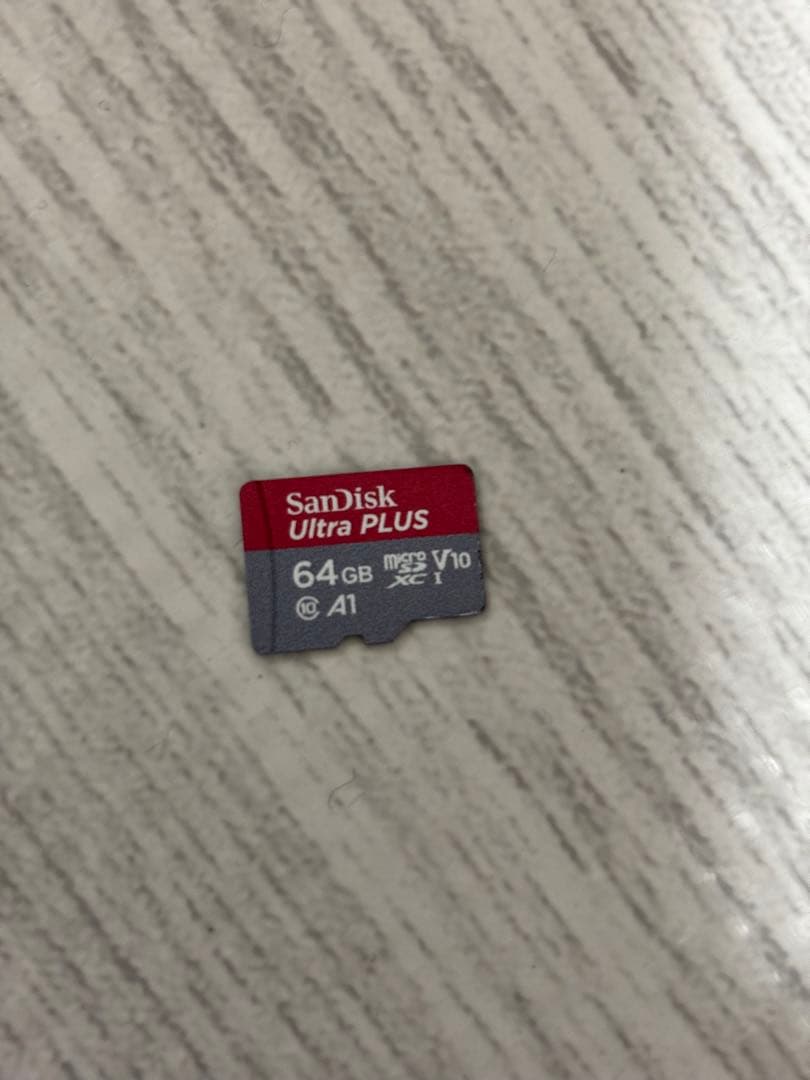 SanDisk
Ultra PLUS
64GB microSD XC I V10
10 A1